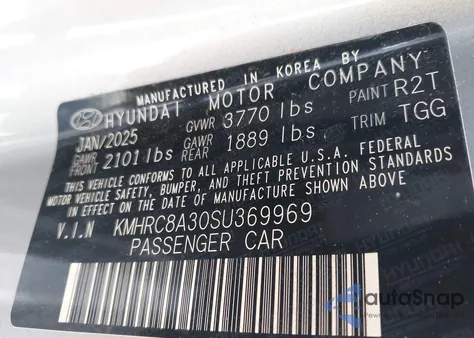 MANUFACTURED IN KOREA BY
HYUNDAI MOTOR COMPANY
JAN/2025 GVWR 3770 lbs PAINT R2T
GAWR FRONT 2101 lbs GAWR REAR 1889 lbs TRIM TGG
THIS VEHICLE CONFORMS TO ALL APPLICABLE U.S.A. FEDERAL
MOTOR VEHICLE SAFETY, BUMPER, AND THEFT PREVENTION STANDARDS
IN EFFECT ON THE DATE OF MANUFACTURE SHOWN ABOVE.
V.I.N KMHRC8A30SU369969
PASSENGER CAR
autoSnap